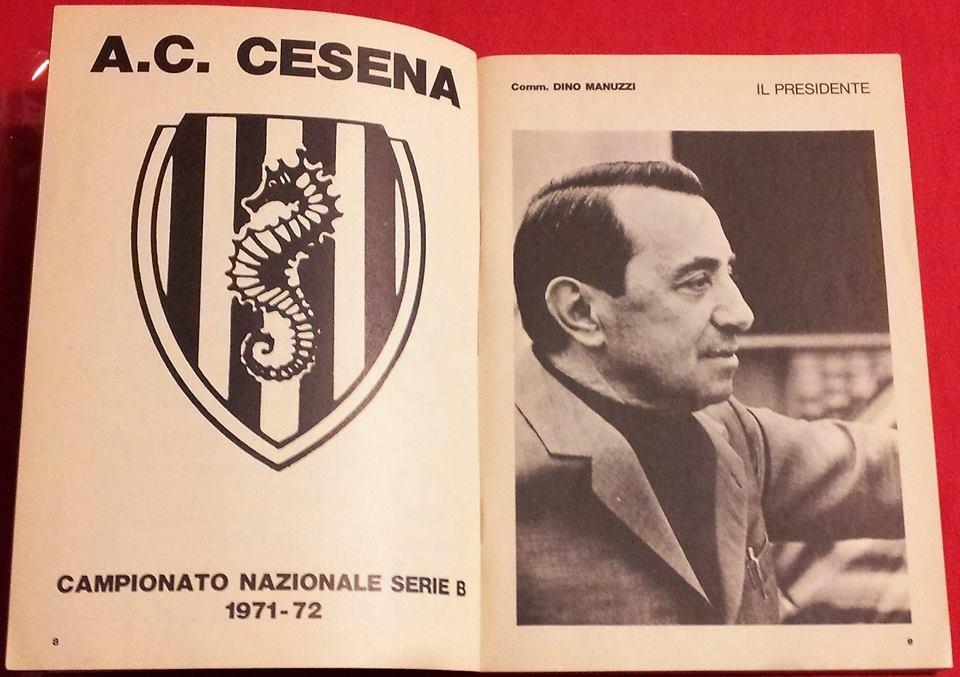 A.C. CESENA
CAMPIONATO NAZIONALE SERIE B
1971-72
8
Comm. DINO MANUZZI
IL PRESIDENTE
9